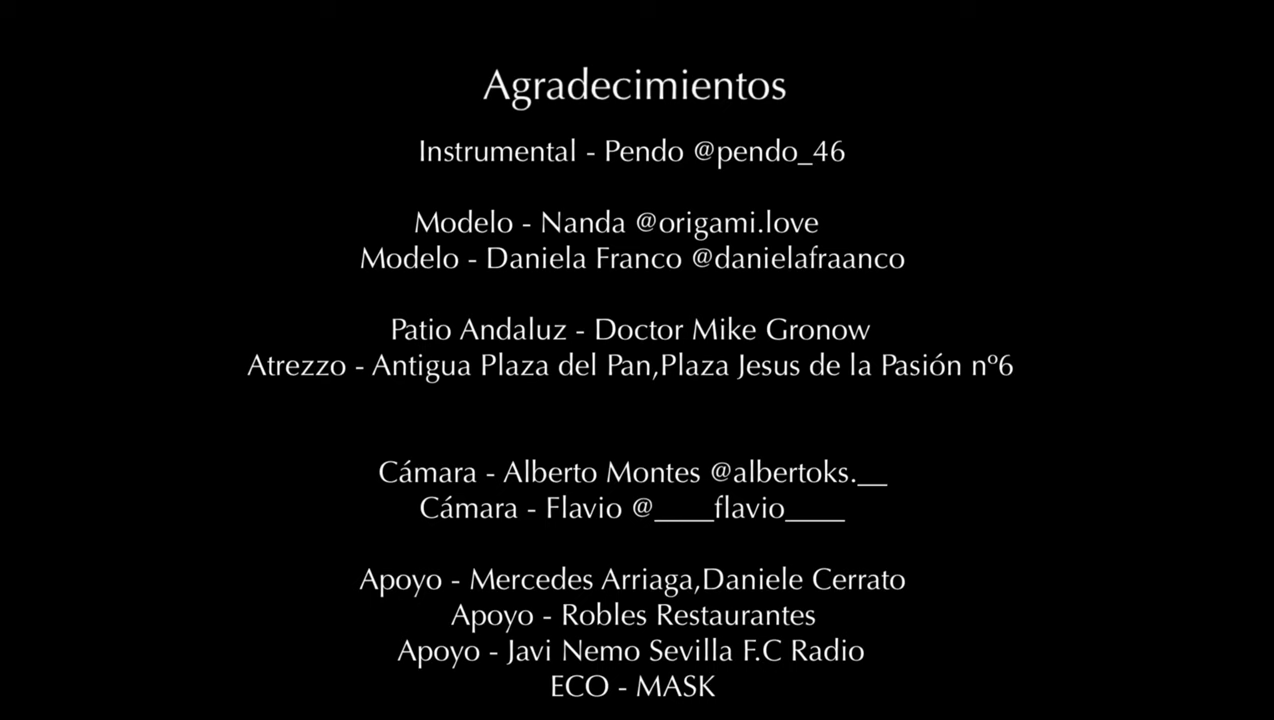 Agradecimientos
Instrumental - Pendo @pendo_46
Modelo - Nanda @origami.love
Modelo - Daniela Franco @danielafraanco
Patio Andaluz - Doctor Mike Gronow
Atrezzo - Antigua Plaza del Pan,Plaza Jesus de la Pasión nº6
Cámara - Alberto Montes @albertoks.__
Cámara - Flavio @____flavio____
Apoyo - Mercedes Arriaga,Daniele Cerrato
Apoyo - Robles Restaurantes
Apoyo - Javi Nemo Sevilla F.C Radio
ECO - MASK